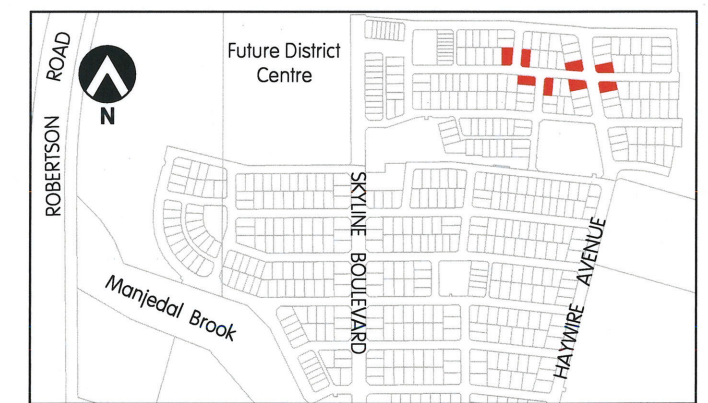 ROBERTSON ROAD
N
Future District
Centre
SKYLINE BOULEVARD
HAYWIRE AVENUE
Manjedal Brook